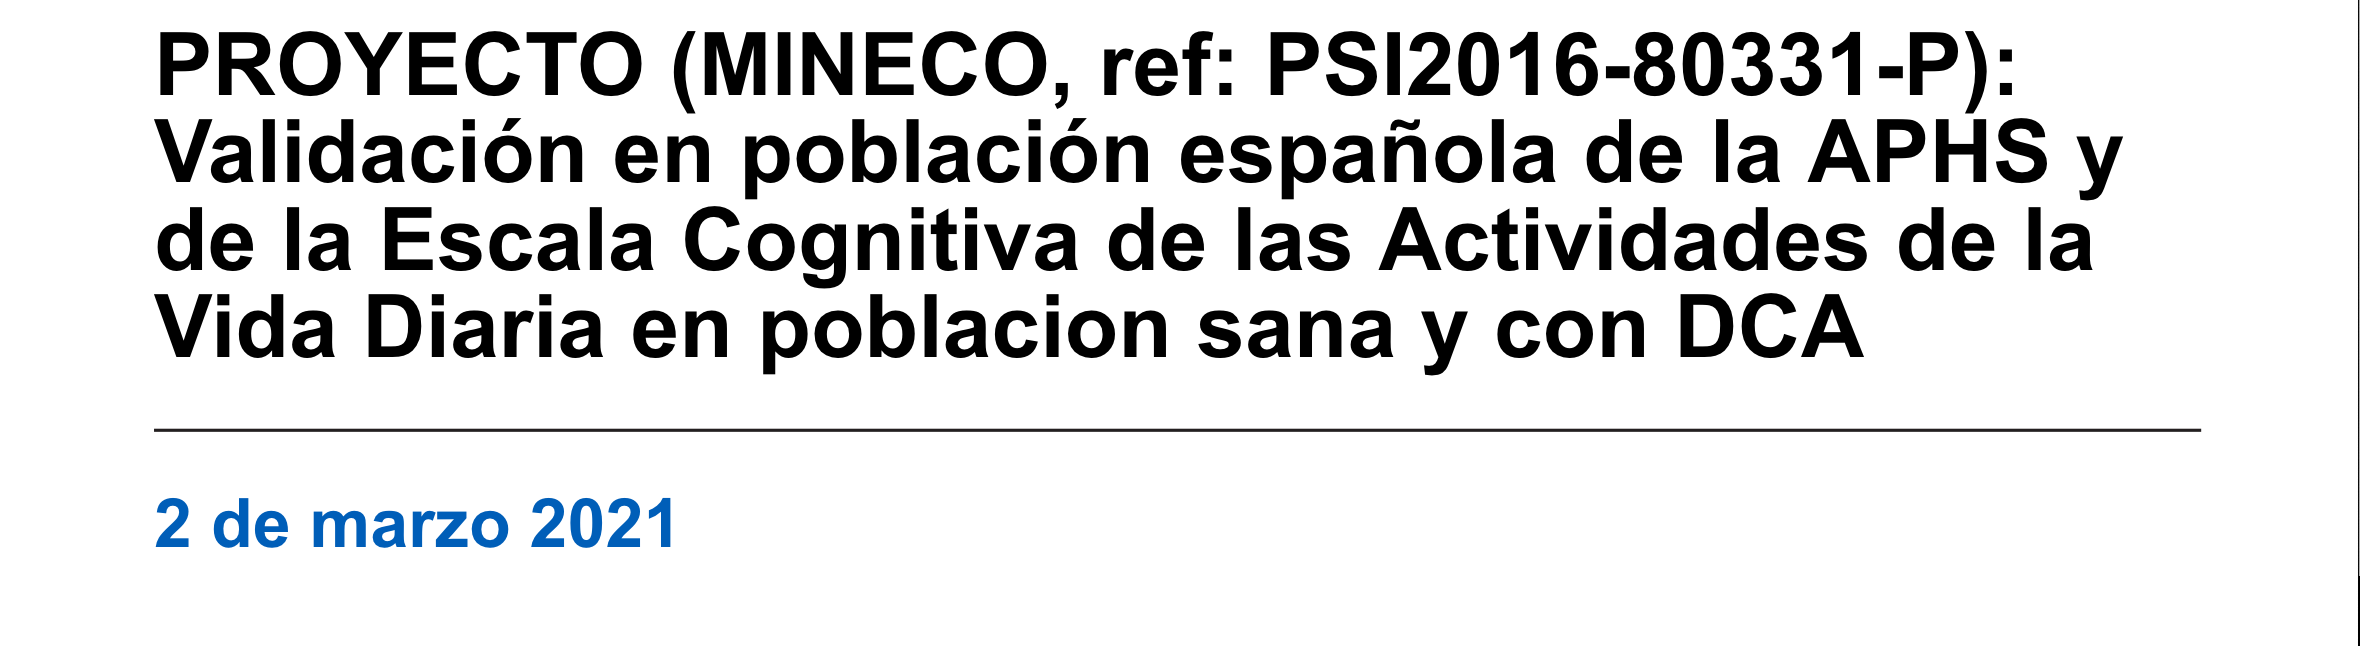 PROYECTO (MINECO, ref: PSI2016-80331-P):
Validación en población española de la APHS y
de la Escala Cognitiva de las Actividades de la
Vida Diaria en poblacion sana y con DCA
2 de marzo 2021